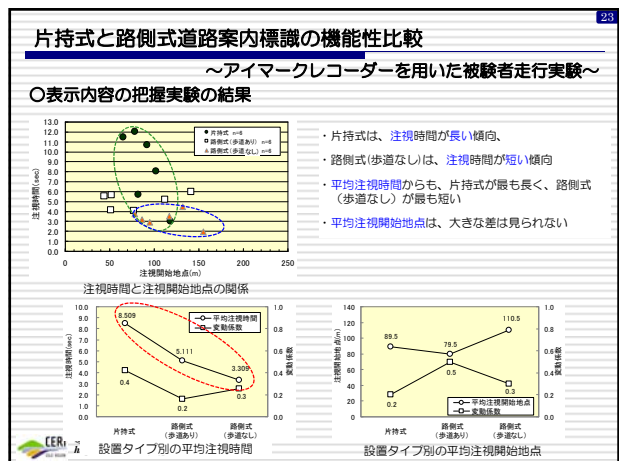 23
片持式と路側式道路案内標識の機能性比較
～アイマークレコーダーを用いた被験者走行実験～
〇表示内容の把握実験の結果
13.0
12.0
11.0
10.0
9.0
8.0
7.0
6.0
5.0
4.0
3.0
2.0
1.0
0.0
注視時間(sec)
片持式 n=6
路側式(歩道あり) n=6
路側式(歩道なし) n=6
0 50 100 150 200 250
注視開始地点(m)
注視時間と注視開始地点の関係
・片持式は、注視時間が長い傾向、
・路側式(歩道なし)は、注視時間が短い傾向
・平均注視時間からも、片持式が最も長く、路側式
（歩道なし）が最も短い
・平均注視開始地点は、大きな差は見られない
10.0
9.0
8.0
7.0
6.0
5.0
4.0
3.0
2.0
1.0
0.0
注視時間(sec)
平均注視時間
変動係数
8.509
5.111
3.309
0.4
0.2
0.3
1.0
0.8
0.6
0.4
0.2
0.0
変動係数
片持式 路側式 路側式
(歩道あり) (歩道なし)
設置タイプ別の平均注視時間
140
120
100
80
60
40
20
0
注視開始地点(m)
89.5
79.5
110.5
0.2
0.5
0.3
平均注視開始地点
変動係数
1.0
0.8
0.6
0.4
0.2
0.0
変動係数
片持式 路側式 路側式
(歩道あり) (歩道なし)
設置タイプ別の平均注視開始地点
CERI